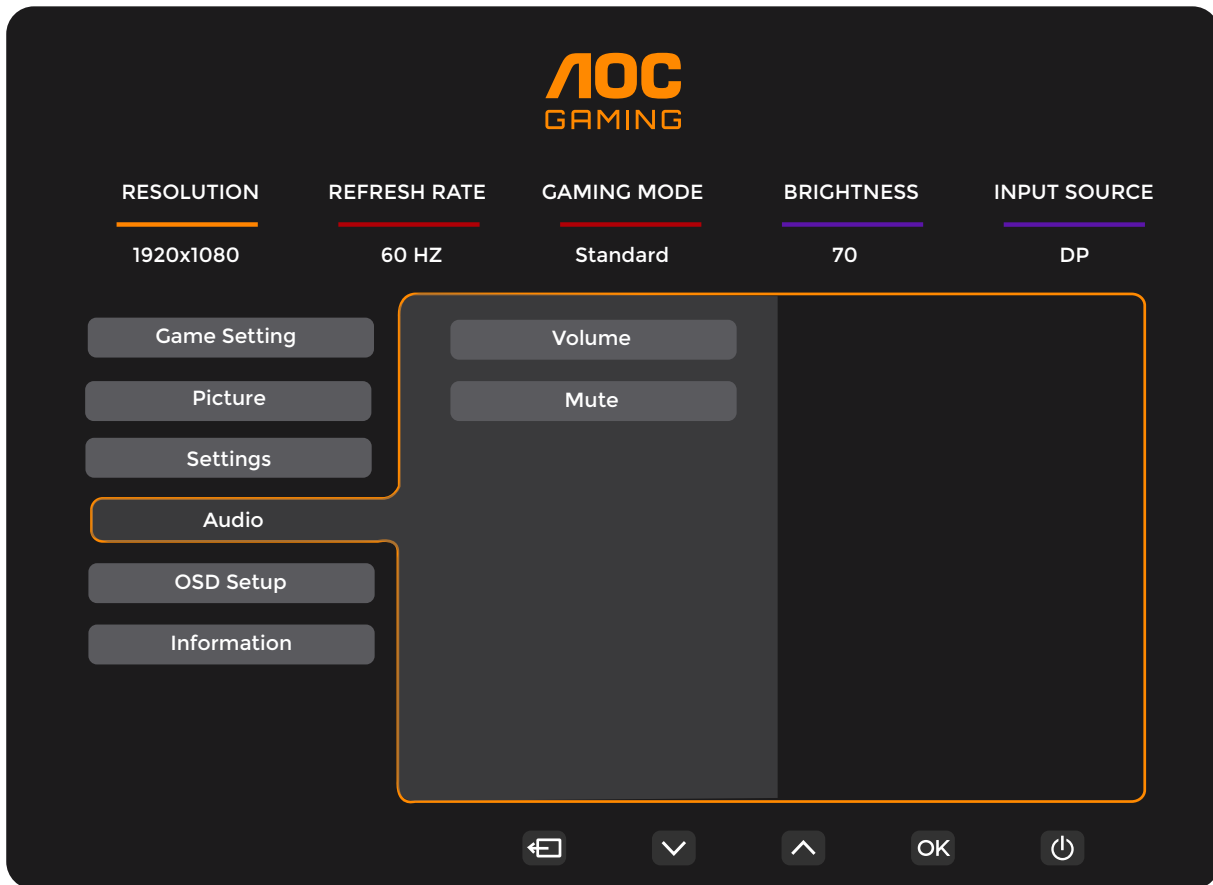 AOC
GAMING
RESOLUTION REFRESH RATE GAMING MODE BRIGHTNESS INPUT SOURCE
1920x1080 60 HZ Standard 70 DP
Game Setting Volume
Picture Mute
Settings
Audio
OSD Setup
Information
OK